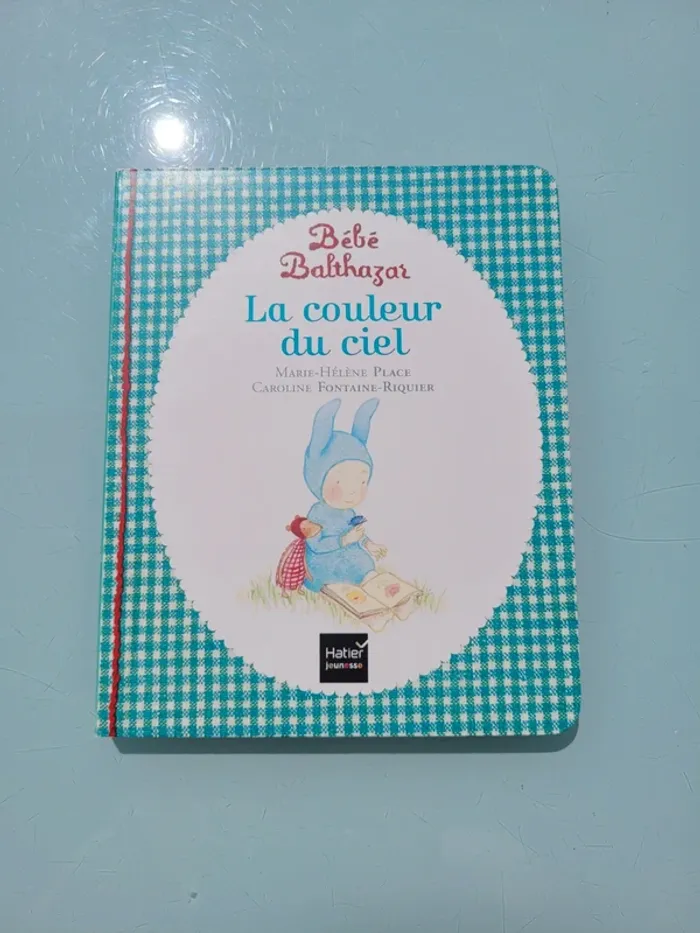 Bébé
Balthazar
La couleur
du ciel
Marie-Hélène Place
Caroline Fontaine-Riquier
Hatier
jeunesse